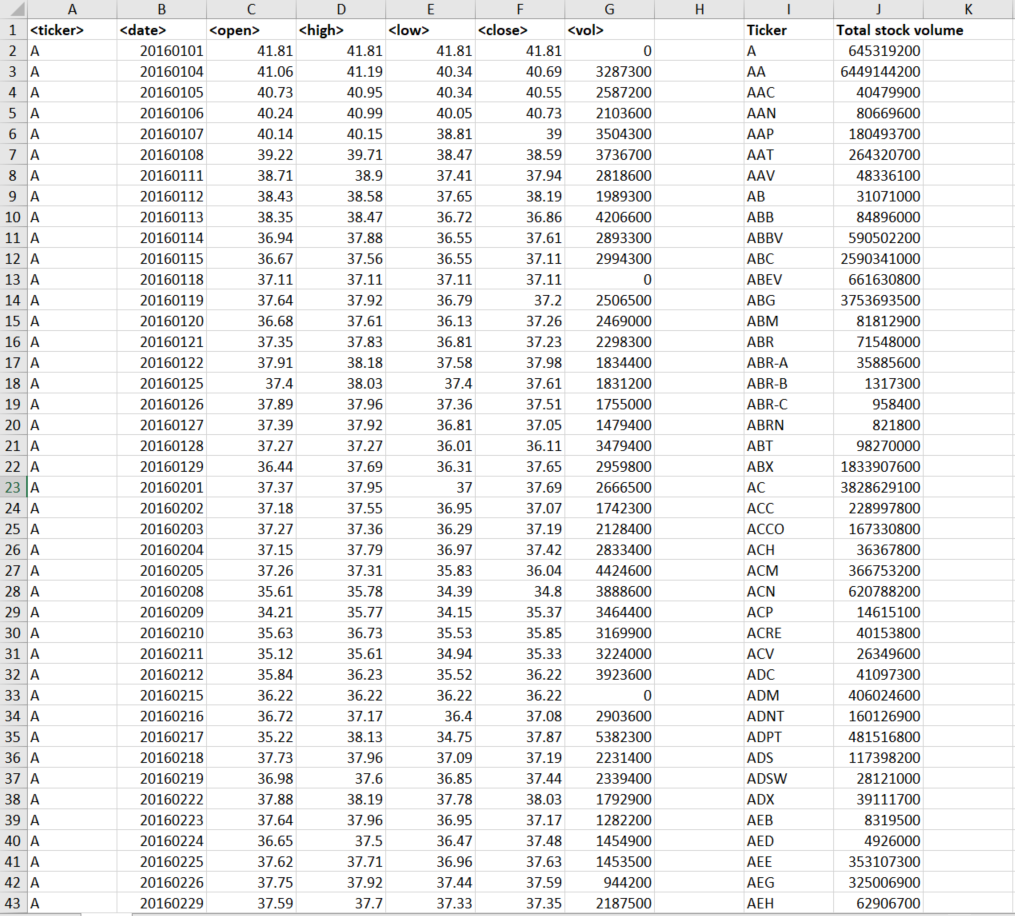 A B C D E F G H I J K
1 <ticker> <date> <open> <high> <low> <close> <vol> Ticker Total stock volume
2 A 20160101 41.81 41.81 41.81 41.81 0 A 645319200
3 A 20160104 41.06 41.19 40.34 40.69 3287300 AA 6449144200
4 A 20160105 40.73 40.95 40.34 40.55 2587200 AAC 40479900
5 A 20160106 40.24 40.99 40.05 40.73 2103600 AAN 80669600
6 A 20160107 40.14 40.15 38.81 39 3504300 AAP 180493700
7 A 20160108 39.22 39.71 38.47 38.59 3736700 AAT 264320700
8 A 20160111 38.71 38.9 37.41 37.94 2818600 AAV 48336100
9 A 20160112 38.43 38.58 37.65 38.19 1989300 AB 31071000
10 A 20160113 38.35 38.47 36.72 36.86 4206600 ABB 84896000
11 A 20160114 36.94 37.88 36.55 37.61 2893300 ABBV 590502200
12 A 20160115 36.67 37.56 36.55 37.11 2994300 ABC 2590341000
13 A 20160118 37.11 37.11 37.11 37.11 0 ABEV 661630800
14 A 20160119 37.64 37.92 36.79 37.2 2506500 ABG 3753693500
15 A 20160120 36.68 37.61 36.13 37.26 2469000 ABM 81812900
16 A 20160121 37.35 37.83 36.81 37.23 2298300 ABR 71548000
17 A 20160122 37.91 38.18 37.58 37.98 1834400 ABR-A 35885600
18 A 20160125 37.4 38.03 37.4 37.61 1831200 ABR-B 1317300
19 A 20160126 37.89 37.96 37.36 37.51 1755000 ABR-C 958400
20 A 20160127 37.39 37.92 36.81 37.05 1479400 ABRN 821800
21 A 20160128 37.27 37.27 36.01 36.11 3479400 ABT 98270000
22 A 20160129 36.44 37.69 36.31 37.65 2959800 ABX 1833907600
23 A 20160201 37.37 37.95 37 37.69 2666500 AC 3828629100
24 A 20160202 37.18 37.55 36.95 37.07 1742300 ACC 228997800
25 A 20160203 37.27 37.36 36.29 37.19 2128400 ACCO 167330800
26 A 20160204 37.15 37.79 36.97 37.42 2833400 ACH 36367800
27 A 20160205 37.26 37.31 35.83 36.04 4424600 ACM 366753200
28 A 20160208 35.61 35.78 34.39 34.8 3888600 ACN 620788200
29 A 20160209 34.21 35.77 34.15 35.37 3464400 ACP 14615100
30 A 20160210 35.63 36.73 35.53 35.85 3169900 ACRE 40153800
31 A 20160211 35.12 35.61 34.94 35.33 3224000 ACV 26349600
32 A 20160212 35.84 36.23 35.52 36.22 3923600 ADC 41097300
33 A 20160215 36.22 36.22 36.22 36.22 0 ADM 406024600
34 A 20160216 36.72 37.17 36.4 37.08 2903600 ADNT 160126900
35 A 20160217 35.22 38.13 34.75 37.87 5382300 ADPT 481516800
36 A 20160218 37.73 37.96 37.09 37.19 2231400 ADS 117398200
37 A 20160219 36.98 37.6 36.85 37.44 2339400 ADSW 28121000
38 A 20160222 37.88 38.19 37.78 38.03 1792900 ADX 39111700
39 A 20160223 37.64 37.96 36.95 37.17 1282200 AEB 8319500
40 A 20160224 36.65 37.5 36.47 37.48 1454900 AED 4926000
41 A 20160225 37.62 37.71 36.96 37.63 1453500 AEE 353107300
42 A 20160226 37.75 37.92 37.44 37.59 944200 AEG 325006900
43 A 20160229 37.59 37.7 37.33 37.35 2187500 AEH 62906700